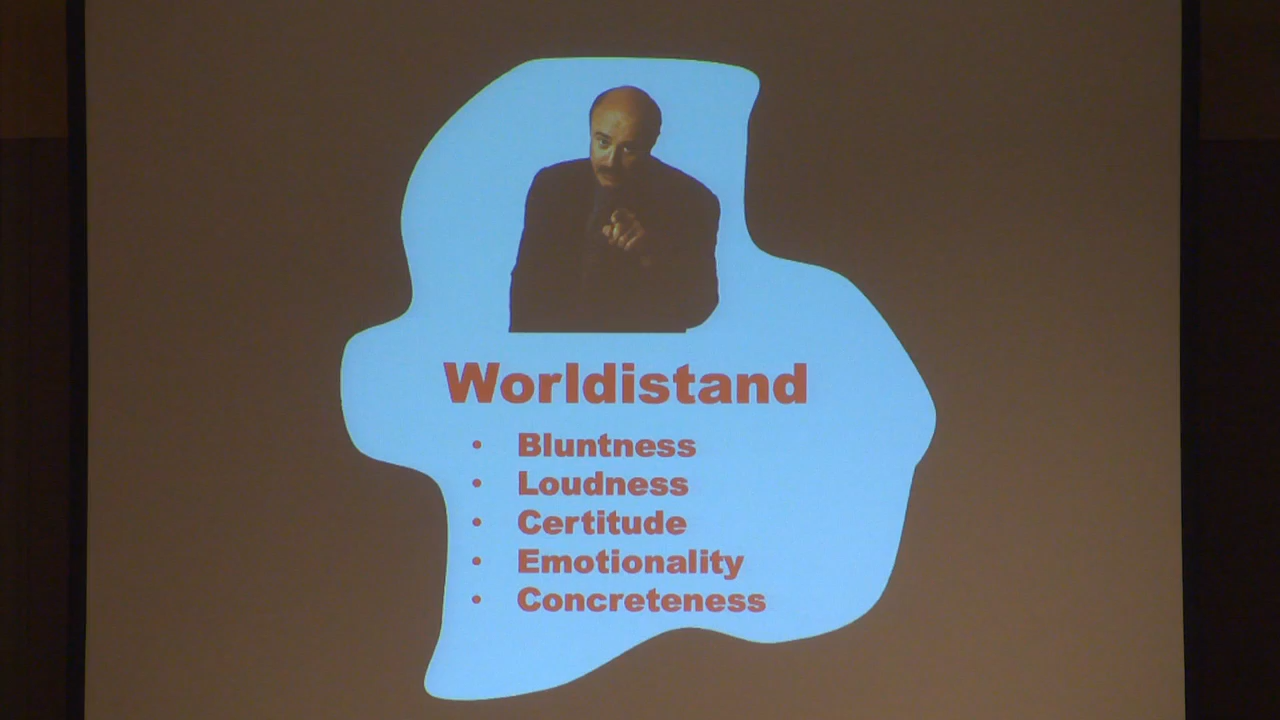 Worldistand
• Bluntness
• Loudness
• Certitude
• Emotionality
• Concreteness